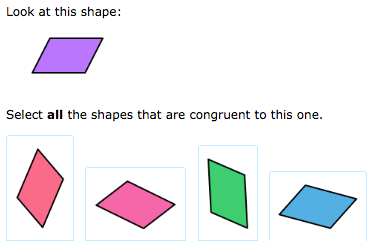 Look at this shape:
Select all the shapes that are congruent to this one.